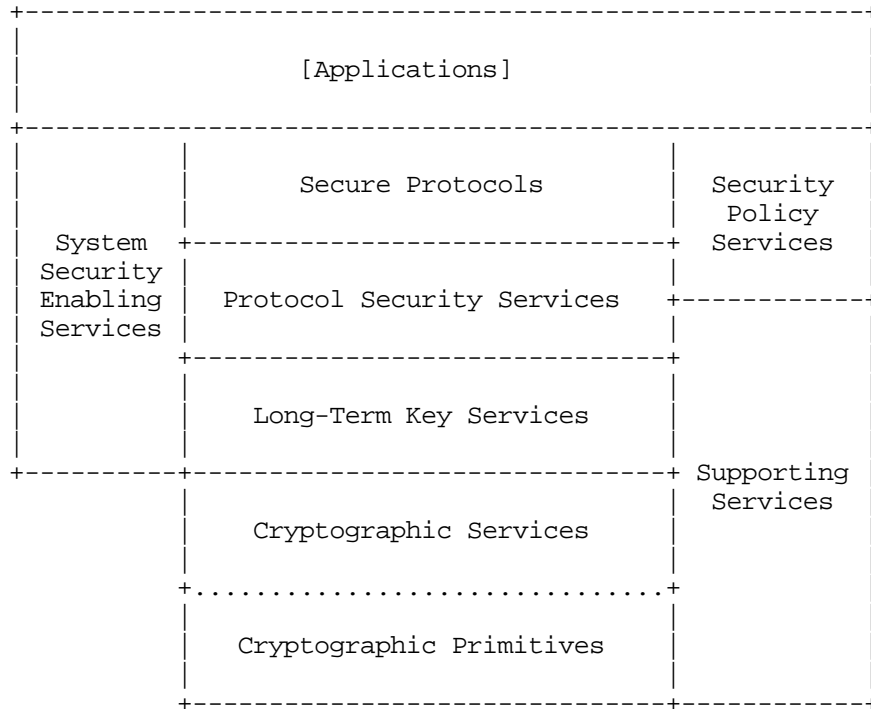 [Applications]
Secure Protocols
Security
Policy
Services
System
Security
Enabling
Services
Protocol Security Services
Long-Term Key Services
Supporting
Services
Cryptographic Services
Cryptographic Primitives